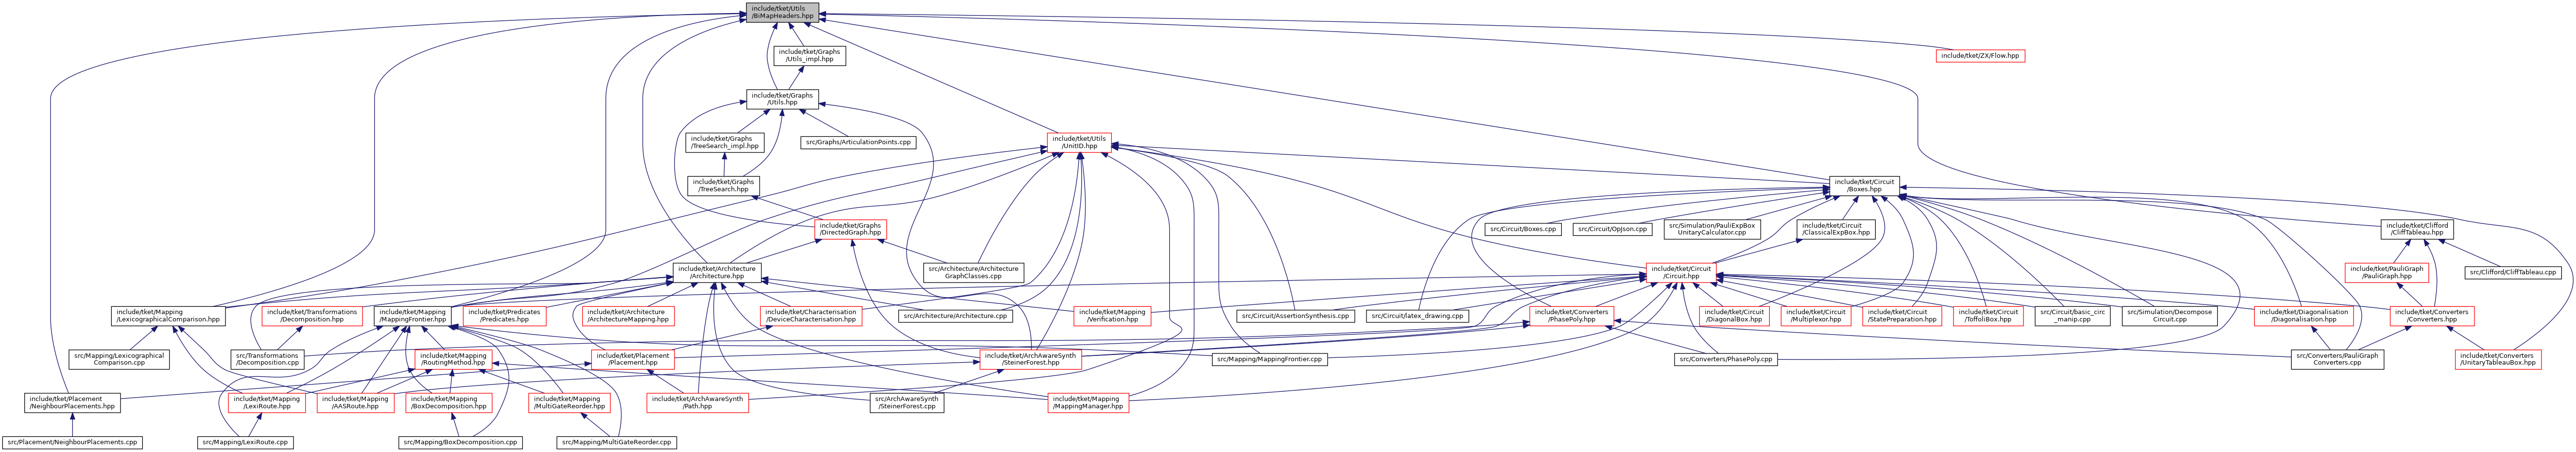 include/tket/Utils
/BiMapHeaders.hpp
include/tket/Graphs
/Utils_impl.hpp
include/tket/ZX/Flow.hpp
include/tket/Graphs
/Utils.hpp
include/tket/Graphs
/TreeSearch_impl.hpp
src/Graphs/ArticulationPoints.cpp
include/tket/Utils
/UnitID.hpp
include/tket/Graphs
/TreeSearch.hpp
include/tket/Circuit
/Boxes.hpp
include/tket/Graphs
/DirectedGraph.hpp
src/Circuit/Boxes.cpp
src/Circuit/OpJson.cpp
src/Simulation/PauliExpBox
UnitaryCalculator.cpp
include/tket/Circuit
/ClassicalExpBox.hpp
include/tket/Clifford
/CliffTableau.hpp
include/tket/Architecture
/Architecture.hpp
src/Architecture/Architecture
GraphClasses.cpp
include/tket/Circuit
/Circuit.hpp
include/tket/PauliGraph
/PauliGraph.hpp
src/Clifford/CliffTableau.cpp
include/tket/Mapping
/LexicographicalComparison.hpp
include/tket/Transformations
/Decomposition.hpp
include/tket/Mapping
/MappingFrontier.hpp
include/tket/Predicates
/Predicates.hpp
include/tket/Architecture
/ArchitectureMapping.hpp
include/tket/Characterisation
/DeviceCharacterisation.hpp
src/Architecture/Architecture.cpp
include/tket/Mapping
/Verification.hpp
src/Circuit/AssertionSynthesis.cpp
src/Circuit/latex_drawing.cpp
include/tket/Converters
/PhasePoly.hpp
include/tket/Circuit
/DiagonalBox.hpp
include/tket/Circuit
/Multiplexor.hpp
include/tket/Circuit
/StatePreparation.hpp
include/tket/Circuit
/ToffoliBox.hpp
src/Circuit/basic_circ
_manip.cpp
src/Simulation/Decompose
Circuit.cpp
include/tket/Diagonalisation
/Diagonalisation.hpp
include/tket/Converters
/Converters.hpp
src/Mapping/Lexicographical
Comparison.cpp
src/Transformations
/Decomposition.cpp
include/tket/Mapping
/RoutingMethod.hpp
include/tket/Placement
/Placement.hpp
include/tket/ArchAwareSynth
/SteinerForest.hpp
src/Mapping/MappingFrontier.cpp
src/Converters/PhasePoly.cpp
src/Converters/PauliGraph
Converters.cpp
include/tket/Converters
/UnitaryTableauBox.hpp
include/tket/Placement
/NeighbourPlacements.hpp
include/tket/Mapping
/LexiRoute.hpp
include/tket/Mapping
/AASRoute.hpp
include/tket/Mapping
/BoxDecomposition.hpp
include/tket/Mapping
/MultiGateReorder.hpp
include/tket/ArchAwareSynth
/Path.hpp
src/ArchAwareSynth
/SteinerForest.cpp
include/tket/Mapping
/MappingManager.hpp
src/Placement/NeighbourPlacements.cpp
src/Mapping/LexiRoute.cpp
src/Mapping/BoxDecomposition.cpp
src/Mapping/MultiGateReorder.cpp